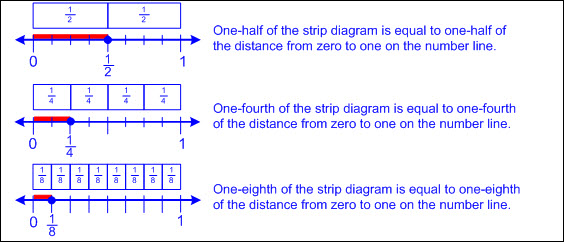 1/2 1/2
0 1/2 1
One-half of the strip diagram is equal to one-half of
the distance from zero to one on the number line.
1/4 1/4 1/4 1/4
0 1/4 1
One-fourth of the strip diagram is equal to one-fourth
of the distance from zero to one on the number line.
1/8 1/8 1/8 1/8 1/8 1/8 1/8 1/8
0 1/8 1
One-eighth of the strip diagram is equal to one-eighth
of the distance from zero to one on the number line.